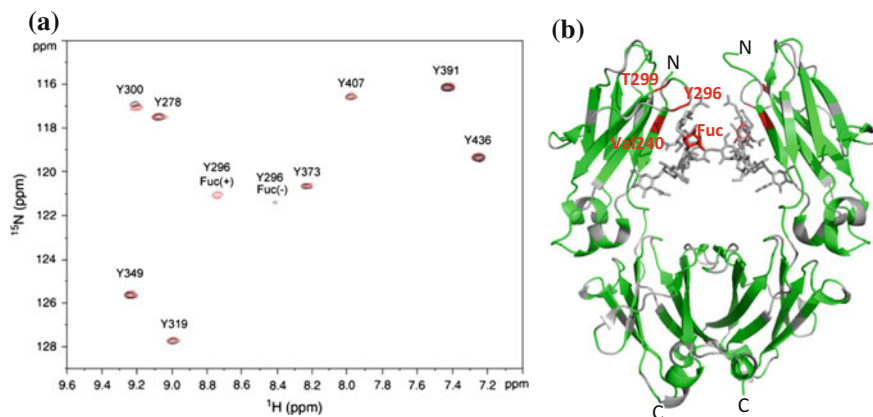 (a)
ppm
116
118
120
122
124
126
128
¹⁵N (ppm)
Y300
Y278
Y407
Y391
Y436
Y296
Fuc(+)
Y296
Fuc(-)
Y373
Y349
Y319
9.6 9.4 9.2 9.0 8.8 8.6 8.4 8.2 8.0 7.8 7.6 7.4 7.2 ppm
¹H (ppm)
(b)
N N
T299
Y296
Fuc
Val240
C C